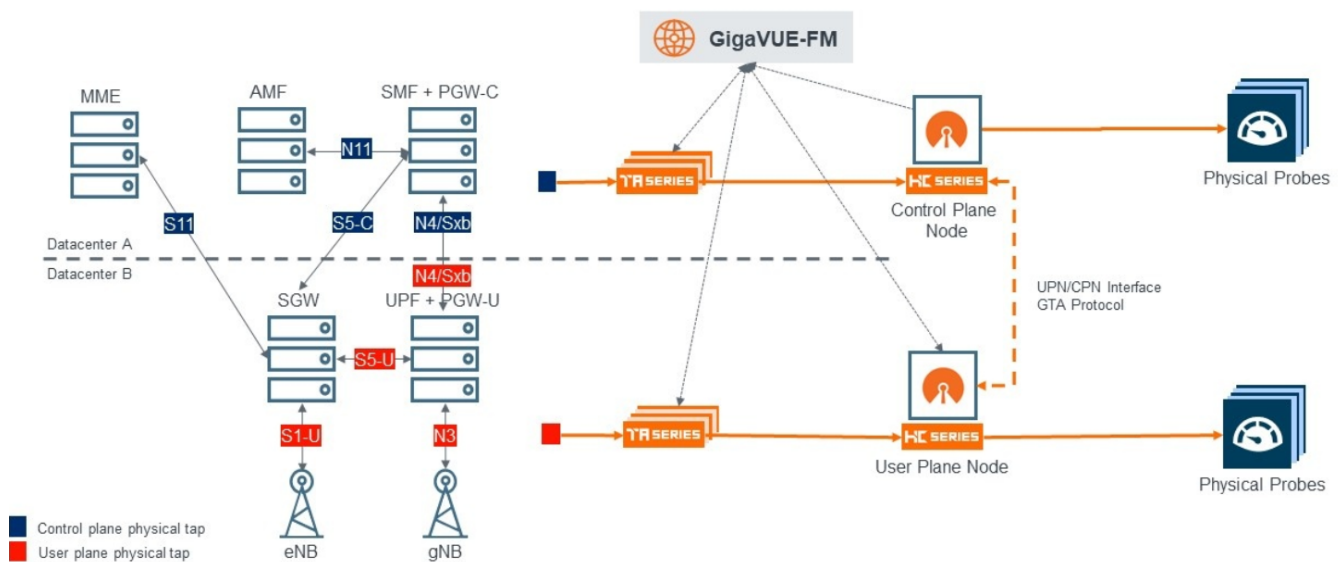 GigaVUE-FM
MME
AMF
SMF + PGW-C
N11
S11
S5-C
N4/Sxb
Datacenter A
Datacenter B
N4/Sxb
SGW
UPF + PGW-U
S5-U
S1-U
N3
eNB
gNB
Control plane physical tap
User plane physical tap
TA SERIES
HC SERIES
Control Plane
Node
Physical Probes
UPN/CPN Interface
GTA Protocol
TA SERIES
HC SERIES
User Plane Node
Physical Probes